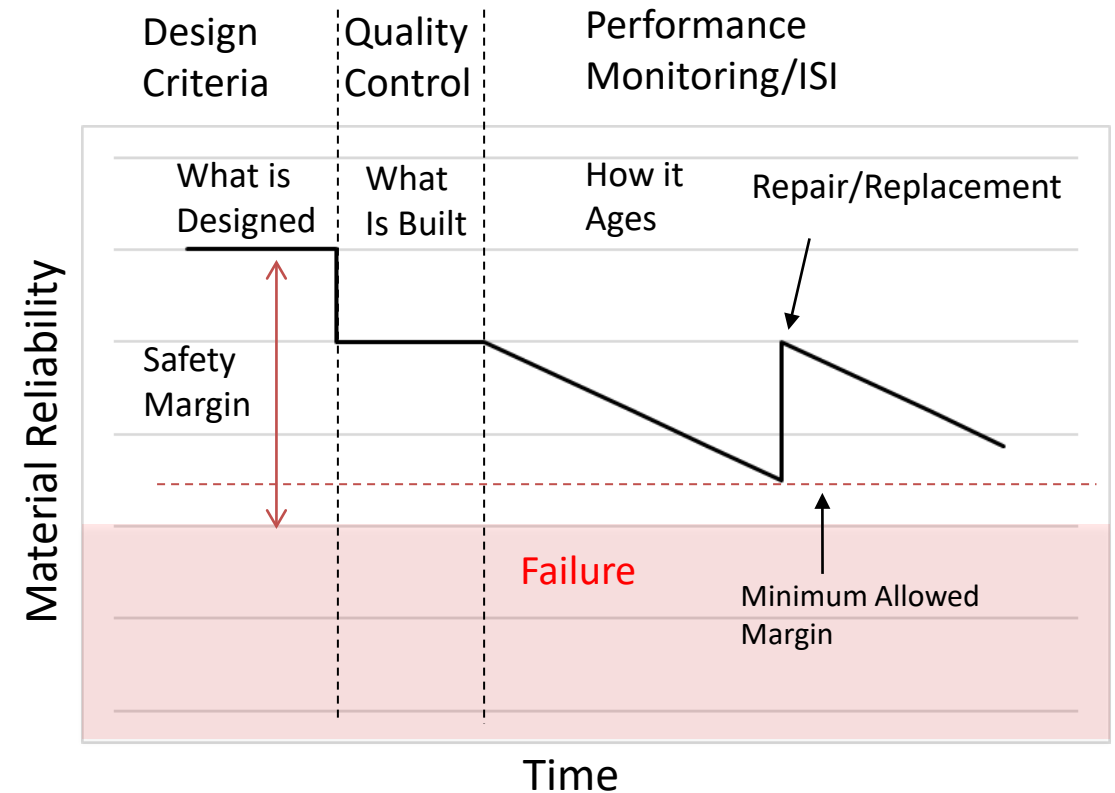 Design
Criteria
Quality
Control
Performance
Monitoring/ISI
What is
Designed
What
Is Built
How it
Ages
Repair/Replacement
Safety
Margin
Material Reliability
Failure
Minimum Allowed
Margin
Time